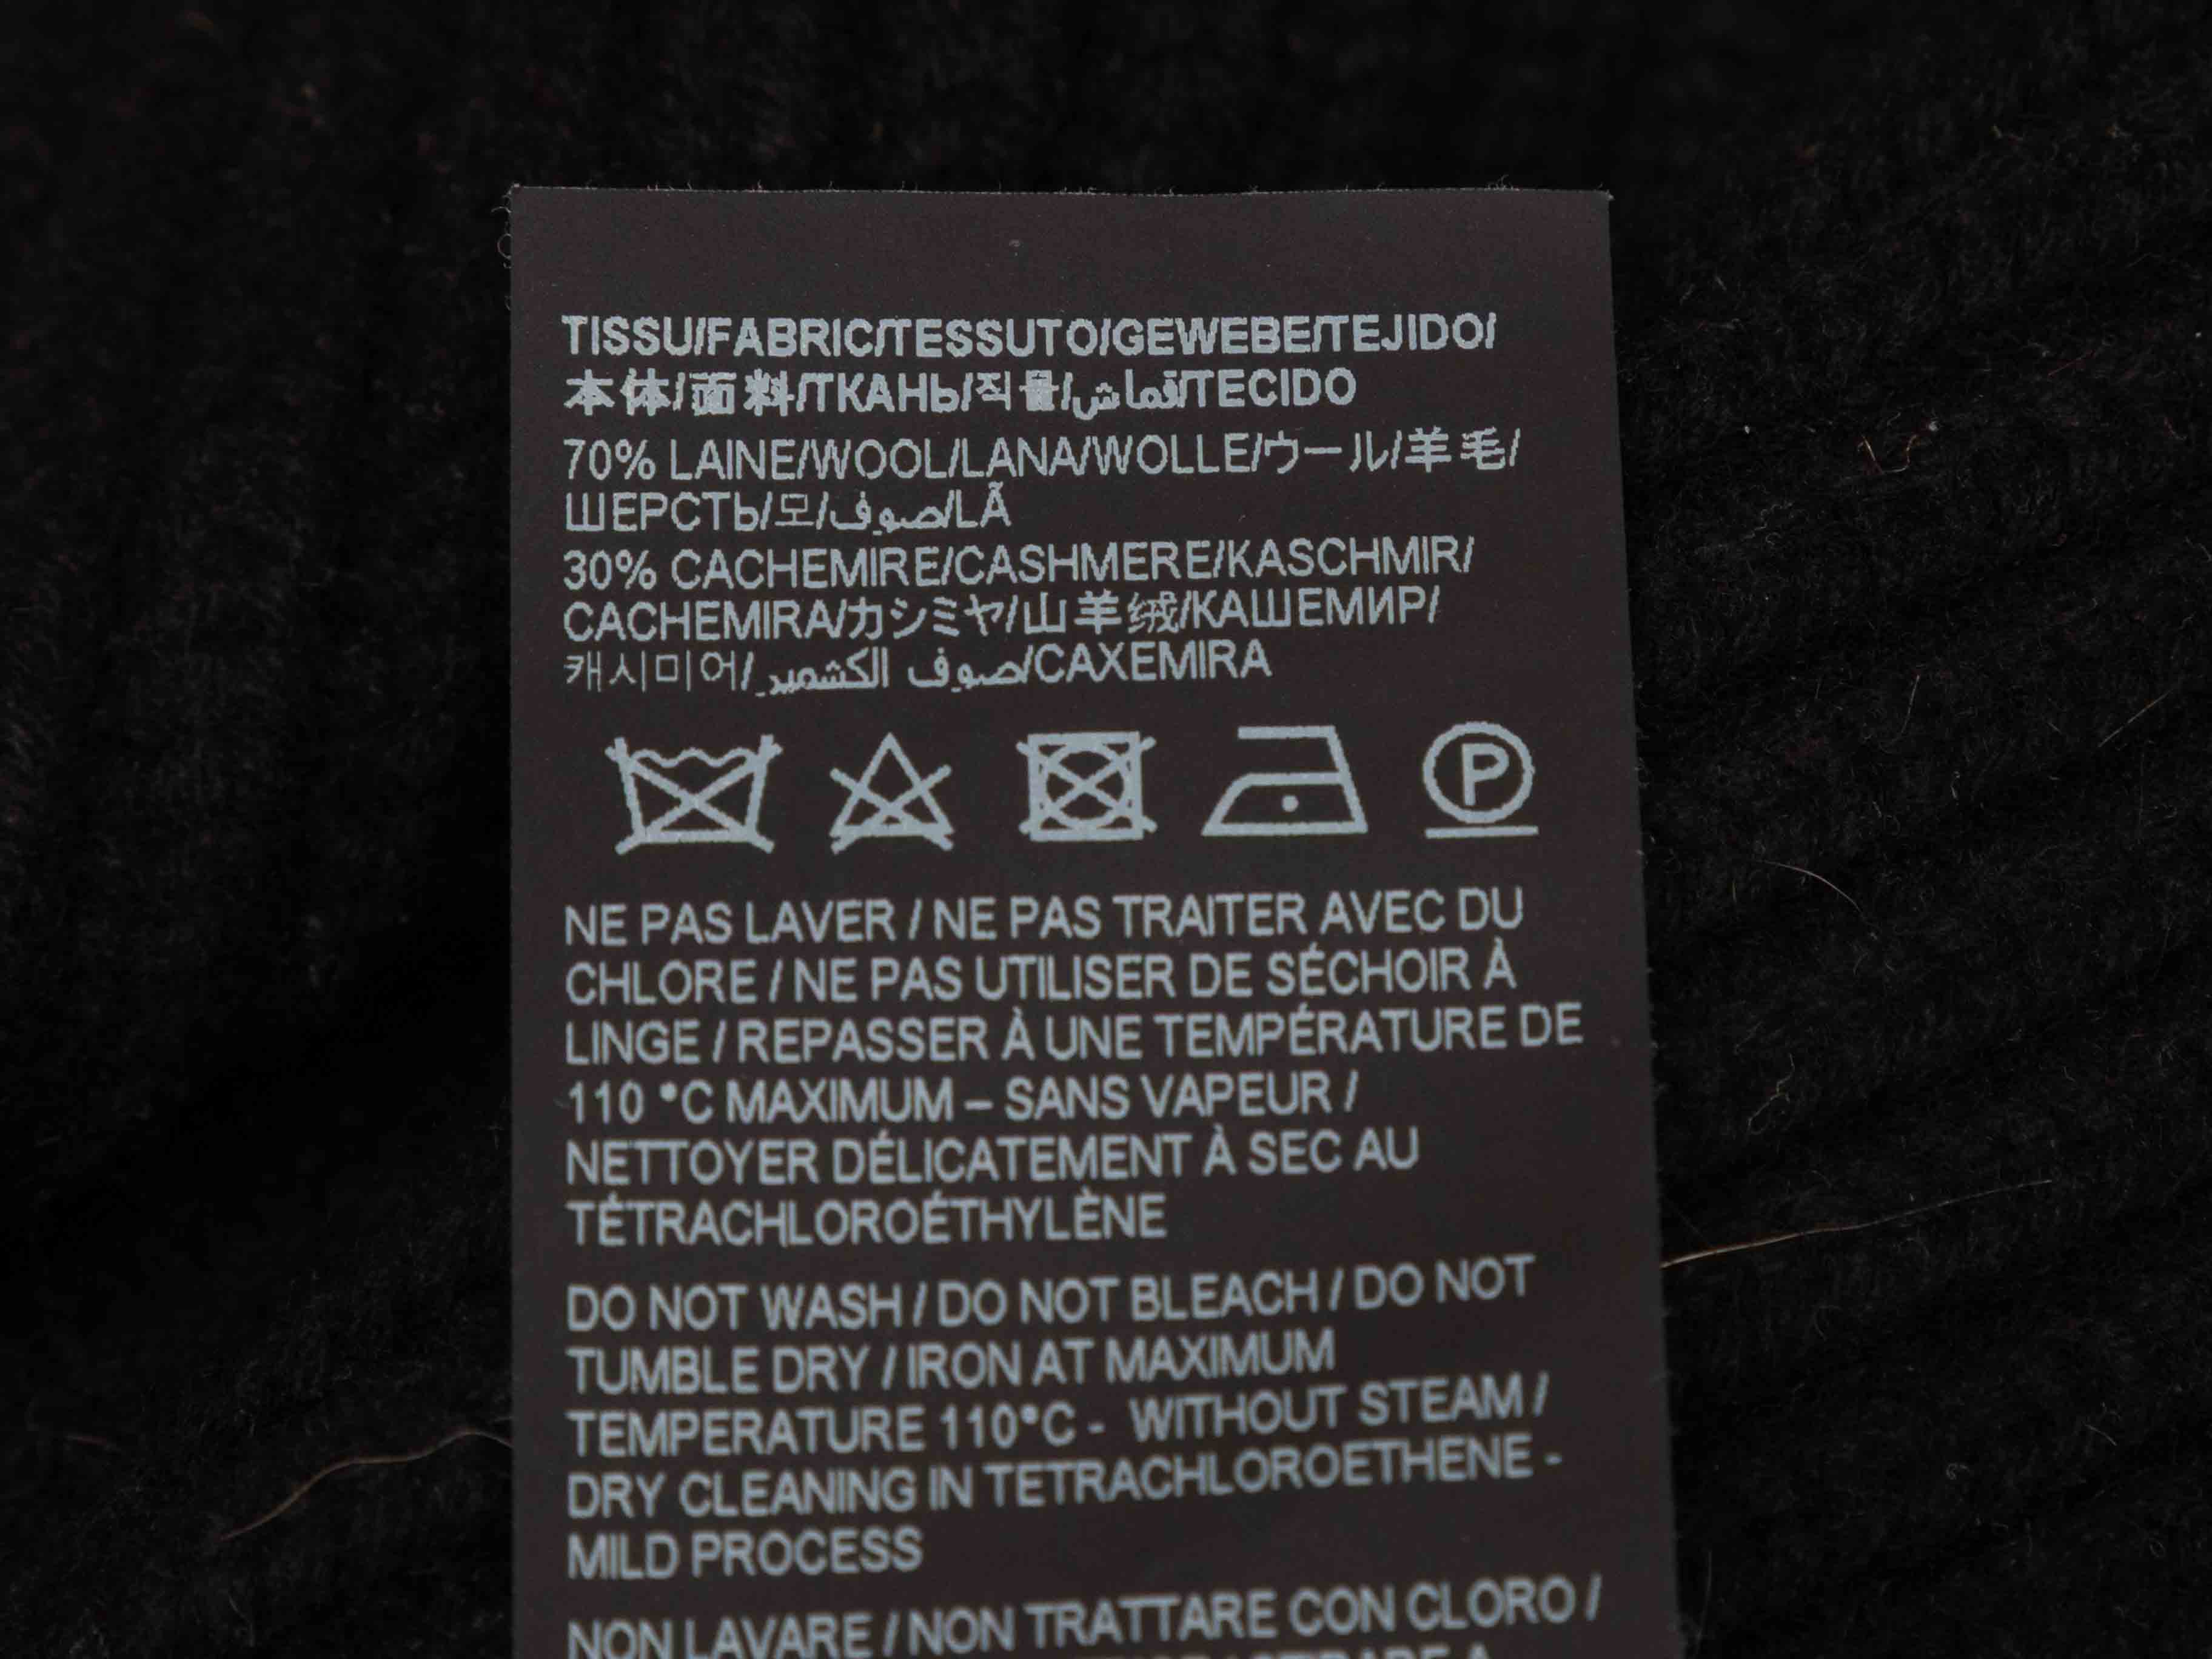 TISSU/FABRIC/TESSUTO/GEWEBE/TEJIDO/
本体/面料/ТКАНЬ/직물/قماش/TECIDO
70% LAINE/WOOL/LANA/WOLLE/ウール/羊毛/
ШЕРСТЬ/모/صوف/LÃ
30% CACHEMIRE/CASHMERE/KASCHMIR/
CACHEMIRA/カシミヤ/山羊绒/КАШЕМИР/
캐시미어/صوف الكشمير/CAXEMIRA
P
NE PAS LAVER / NE PAS TRAITER AVEC DU
CHLORE / NE PAS UTILISER DE SÉCHOIR À
LINGE / REPASSER À UNE TEMPÉRATURE DE
110 °C MAXIMUM – SANS VAPEUR /
NETTOYER DÉLICATEMENT À SEC AU
TÉTRACHLOROÉTHYLÈNE
DO NOT WASH / DO NOT BLEACH / DO NOT
TUMBLE DRY / IRON AT MAXIMUM
TEMPERATURE 110°C - WITHOUT STEAM /
DRY CLEANING IN TETRACHLOROETHENE -
MILD PROCESS
NON LAVARE / NON TRATTARE CON CLORO /